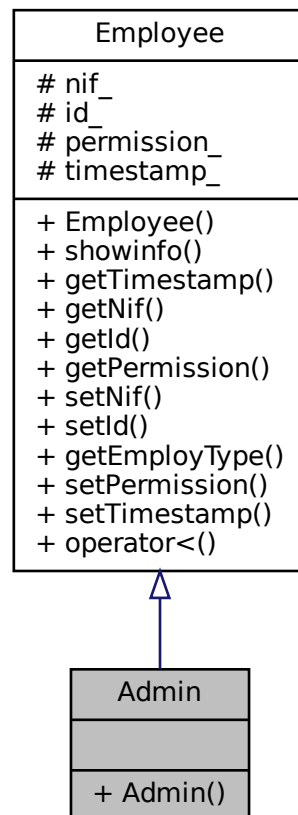 Employee
# nif_
# id_
# permission_
# timestamp_
+ Employee()
+ showinfo()
+ getTimestamp()
+ getNif()
+ getId()
+ getPermission()
+ setNif()
+ setId()
+ getEmployType()
+ setPermission()
+ setTimestamp()
+ operator<()
Admin
+ Admin()